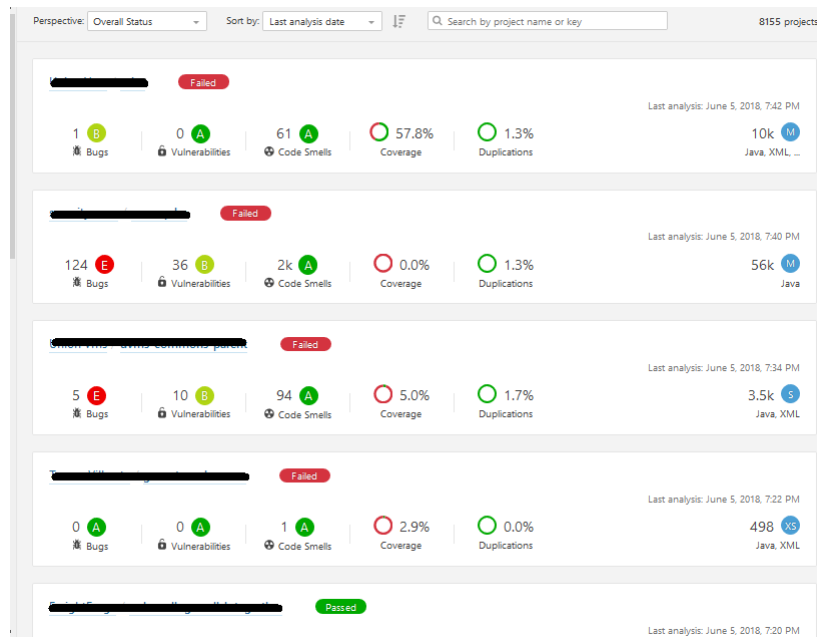 Perspective: Overall Status Sort by: Last analysis date Search by project name or key 8155 projects
Failed
Last analysis: June 5, 2018, 7:42 PM
1 B 0 A 61 A 57.8% 1.3% 10k M
Bugs Vulnerabilities Code Smells Coverage Duplications Java, XML, ...
Failed
Last analysis: June 5, 2018, 7:40 PM
124 E 36 B 2k A 0.0% 1.3% 56k M
Bugs Vulnerabilities Code Smells Coverage Duplications Java
Failed
Last analysis: June 5, 2018, 7:34 PM
5 E 10 B 94 A 5.0% 1.7% 3.5k S
Bugs Vulnerabilities Code Smells Coverage Duplications Java, XML
Failed
Last analysis: June 5, 2018, 7:22 PM
0 A 0 A 1 A 2.9% 0.0% 498 XS
Bugs Vulnerabilities Code Smells Coverage Duplications Java, XML
Passed
Last analysis: June 5, 2018, 7:20 PM